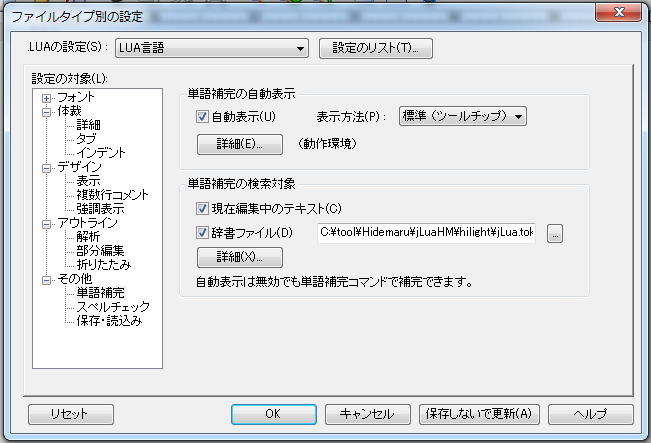 ファイルタイプ別の設定
.LUAの設定(S): LUA言語 設定のリスト(T)...
設定の対象(L):
フォント
体裁
詳細
タブ
インデント
デザイン
表示
複数行コメント
強調表示
アウトライン
解析
部分編集
折りたたみ
その他
単語補完
スペルチェック
保存・読込み
単語補完の自動表示
自動表示(U) 表示方法(P): 標準 (ツールチップ)
詳細(E)... (動作環境)
単語補完の検索対象
現在編集中のテキスト(C)
辞書ファイル(D) C:¥tool¥Hidemaru¥jLuaHM¥hilight¥jLua.tok ...
詳細(X)...
自動表示は無効でも単語補完コマンドで補完できます。
リセット OK キャンセル 保存しないで更新(A) ヘルプ